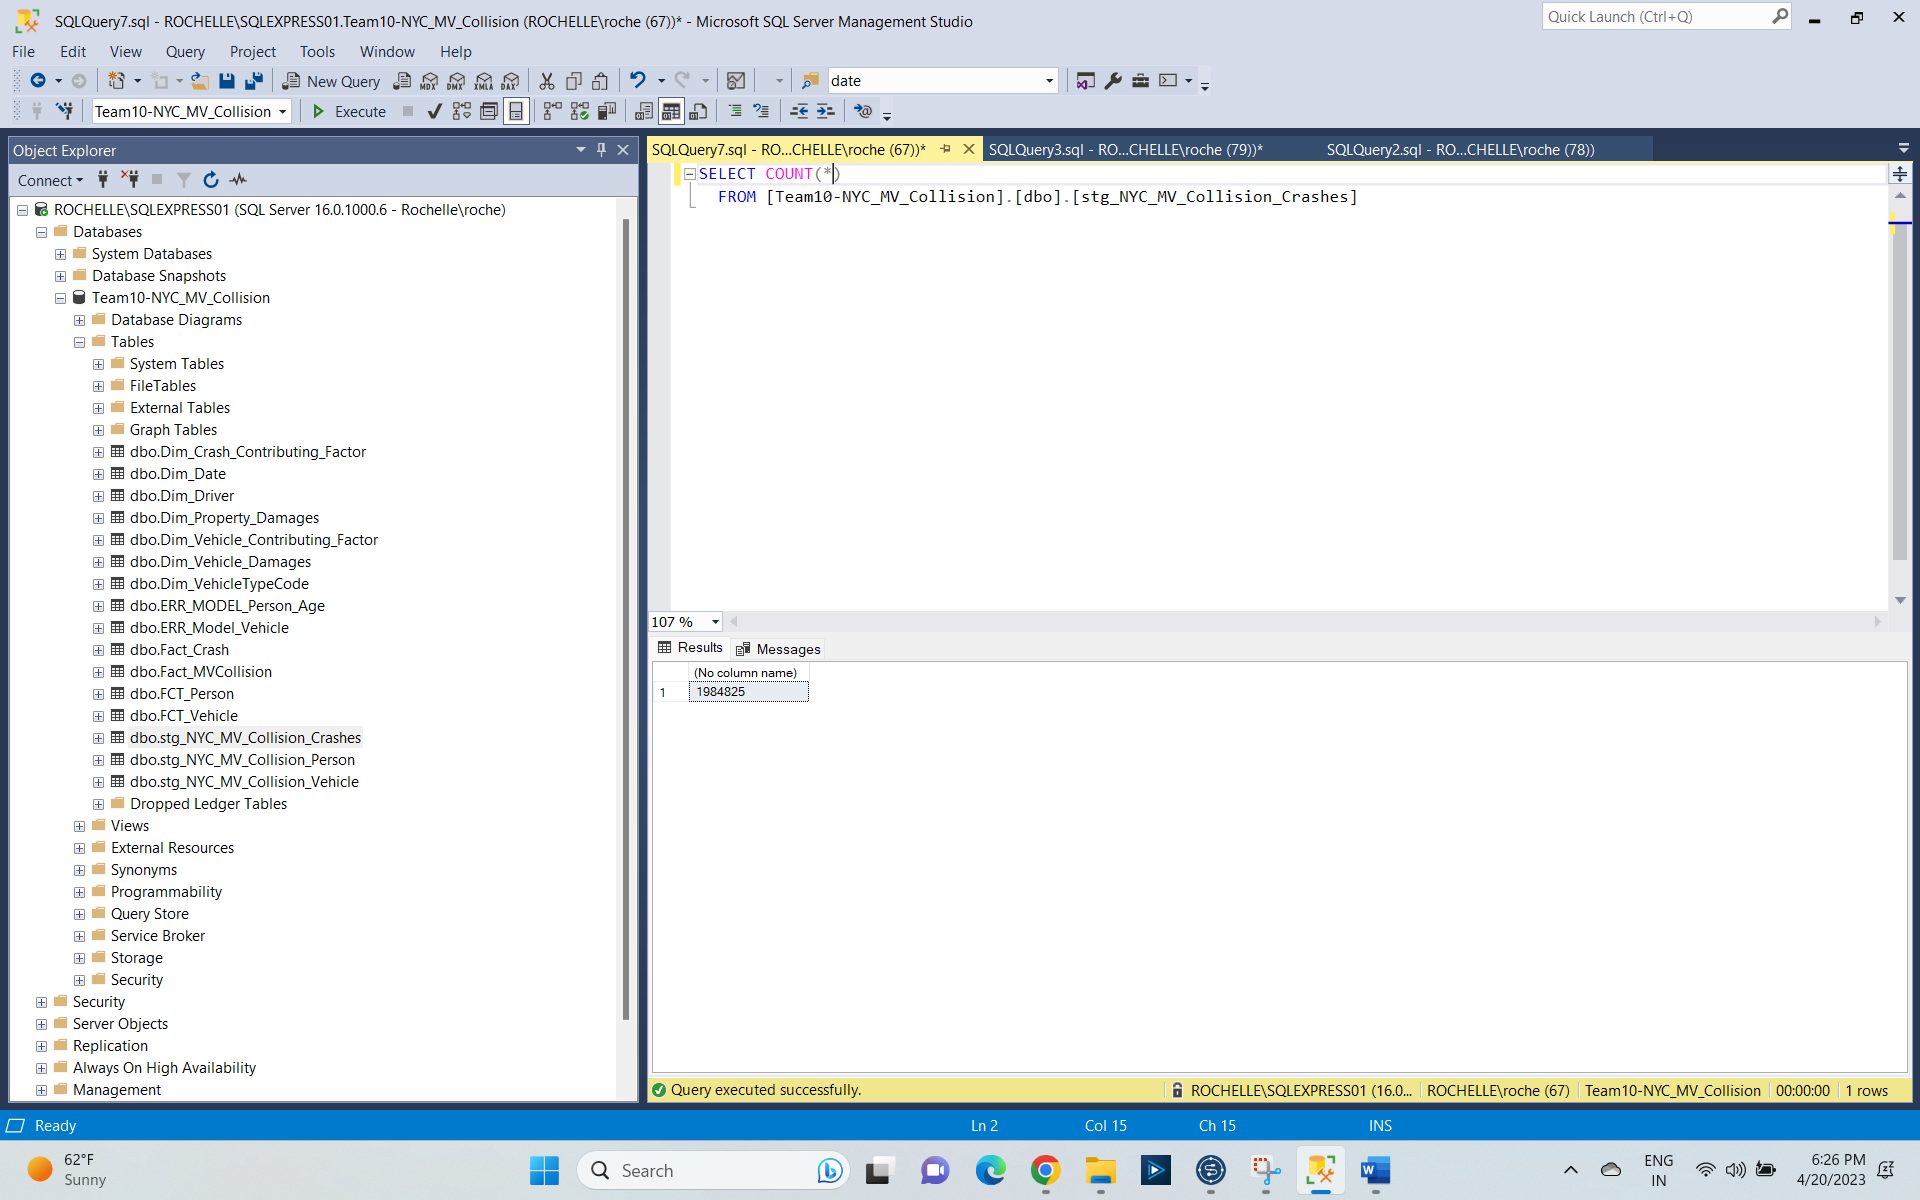 SQLQuery7.sql - ROCHELLE\SQLEXPRESS01.Team10-NYC_MV_Collision (ROCHELLE\roche (67))* - Microsoft SQL Server Management Studio
Quick Launch (Ctrl+Q)
File Edit View Query Project Tools Window Help
New Query
MDX DMX XMLA DAX
date
Team10-NYC_MV_Collision
Execute
Object Explorer
Connect
ROCHELLE\SQLEXPRESS01 (SQL Server 16.0.1000.6 - Rochelle\roche)
Databases
System Databases
Database Snapshots
Team10-NYC_MV_Collision
Database Diagrams
Tables
System Tables
FileTables
External Tables
Graph Tables
dbo.Dim_Crash_Contributing_Factor
dbo.Dim_Date
dbo.Dim_Driver
dbo.Dim_Property_Damages
dbo.Dim_Vehicle_Contributing_Factor
dbo.Dim_Vehicle_Damages
dbo.Dim_VehicleTypeCode
dbo.ERR_MODEL_Person_Age
dbo.ERR_Model_Vehicle
dbo.Fact_Crash
dbo.Fact_MVCollision
dbo.FCT_Person
dbo.FCT_Vehicle
dbo.stg_NYC_MV_Collision_Crashes
dbo.stg_NYC_MV_Collision_Person
dbo.stg_NYC_MV_Collision_Vehicle
Dropped Ledger Tables
Views
External Resources
Synonyms
Programmability
Query Store
Service Broker
Storage
Security
Security
Server Objects
Replication
Always On High Availability
Management
SQLQuery7.sql - RO...CHELLE\roche (67))*
SQLQuery3.sql - RO...CHELLE\roche (79))*
SQLQuery2.sql - RO...CHELLE\roche (78))
SELECT COUNT(*)
FROM [Team10-NYC_MV_Collision].[dbo].[stg_NYC_MV_Collision_Crashes]
107 %
Results Messages
(No column name)
1 1984825
Query executed successfully.
ROCHELLE\SQLEXPRESS01 (16.0... ROCHELLE\roche (67) Team10-NYC_MV_Collision 00:00:00 1 rows
Ready
Ln 2 Col 15 Ch 15 INS
62°F
Sunny
Search
ENG
IN
6:26 PM
4/20/2023